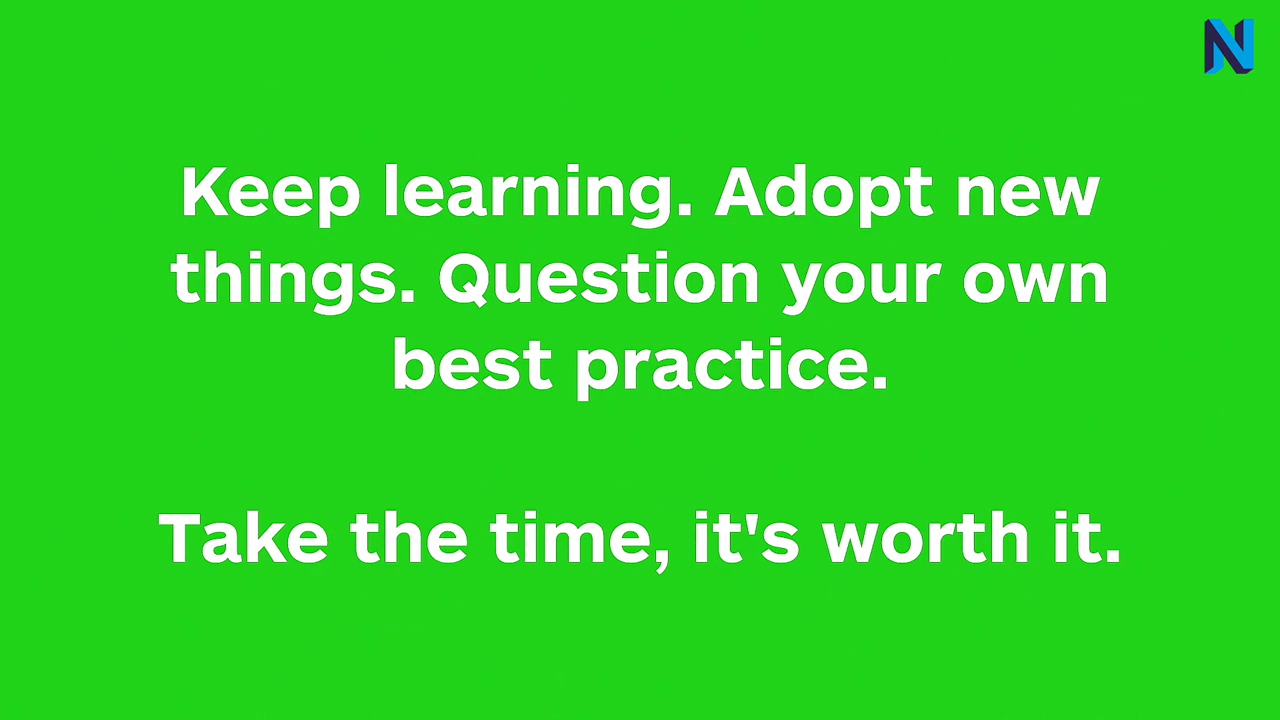 Keep learning. Adopt new
things. Question your own
best practice.
Take the time, it's worth it.